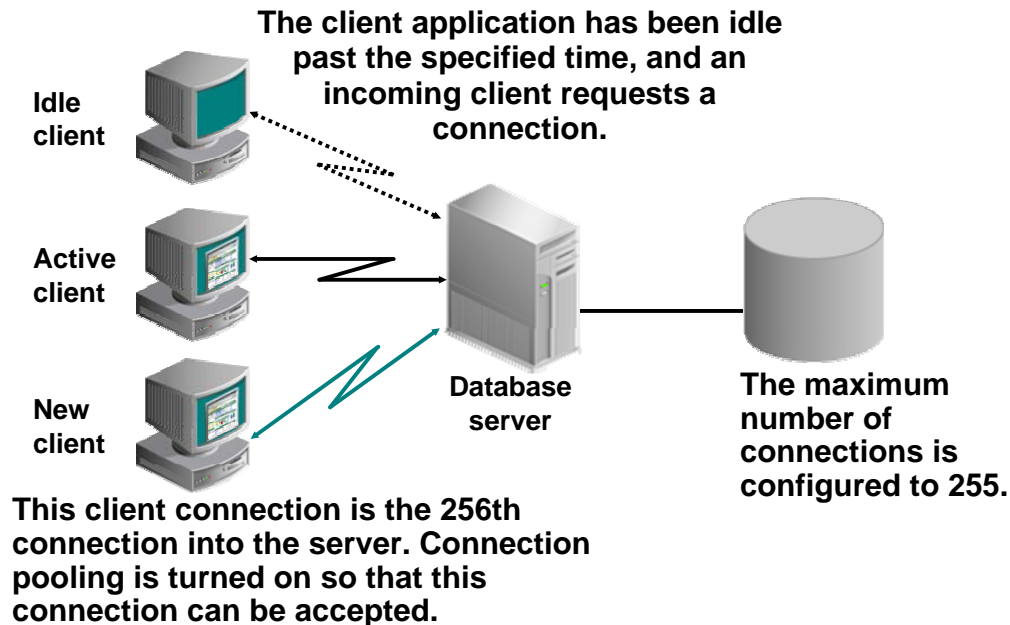 The client application has been idle
past the specified time, and an
incoming client requests a
connection.
Idle
client
Active
client
New
client
Database
server
The maximum
number of
connections is
configured to 255.
This client connection is the 256th
connection into the server. Connection
pooling is turned on so that this
connection can be accepted.